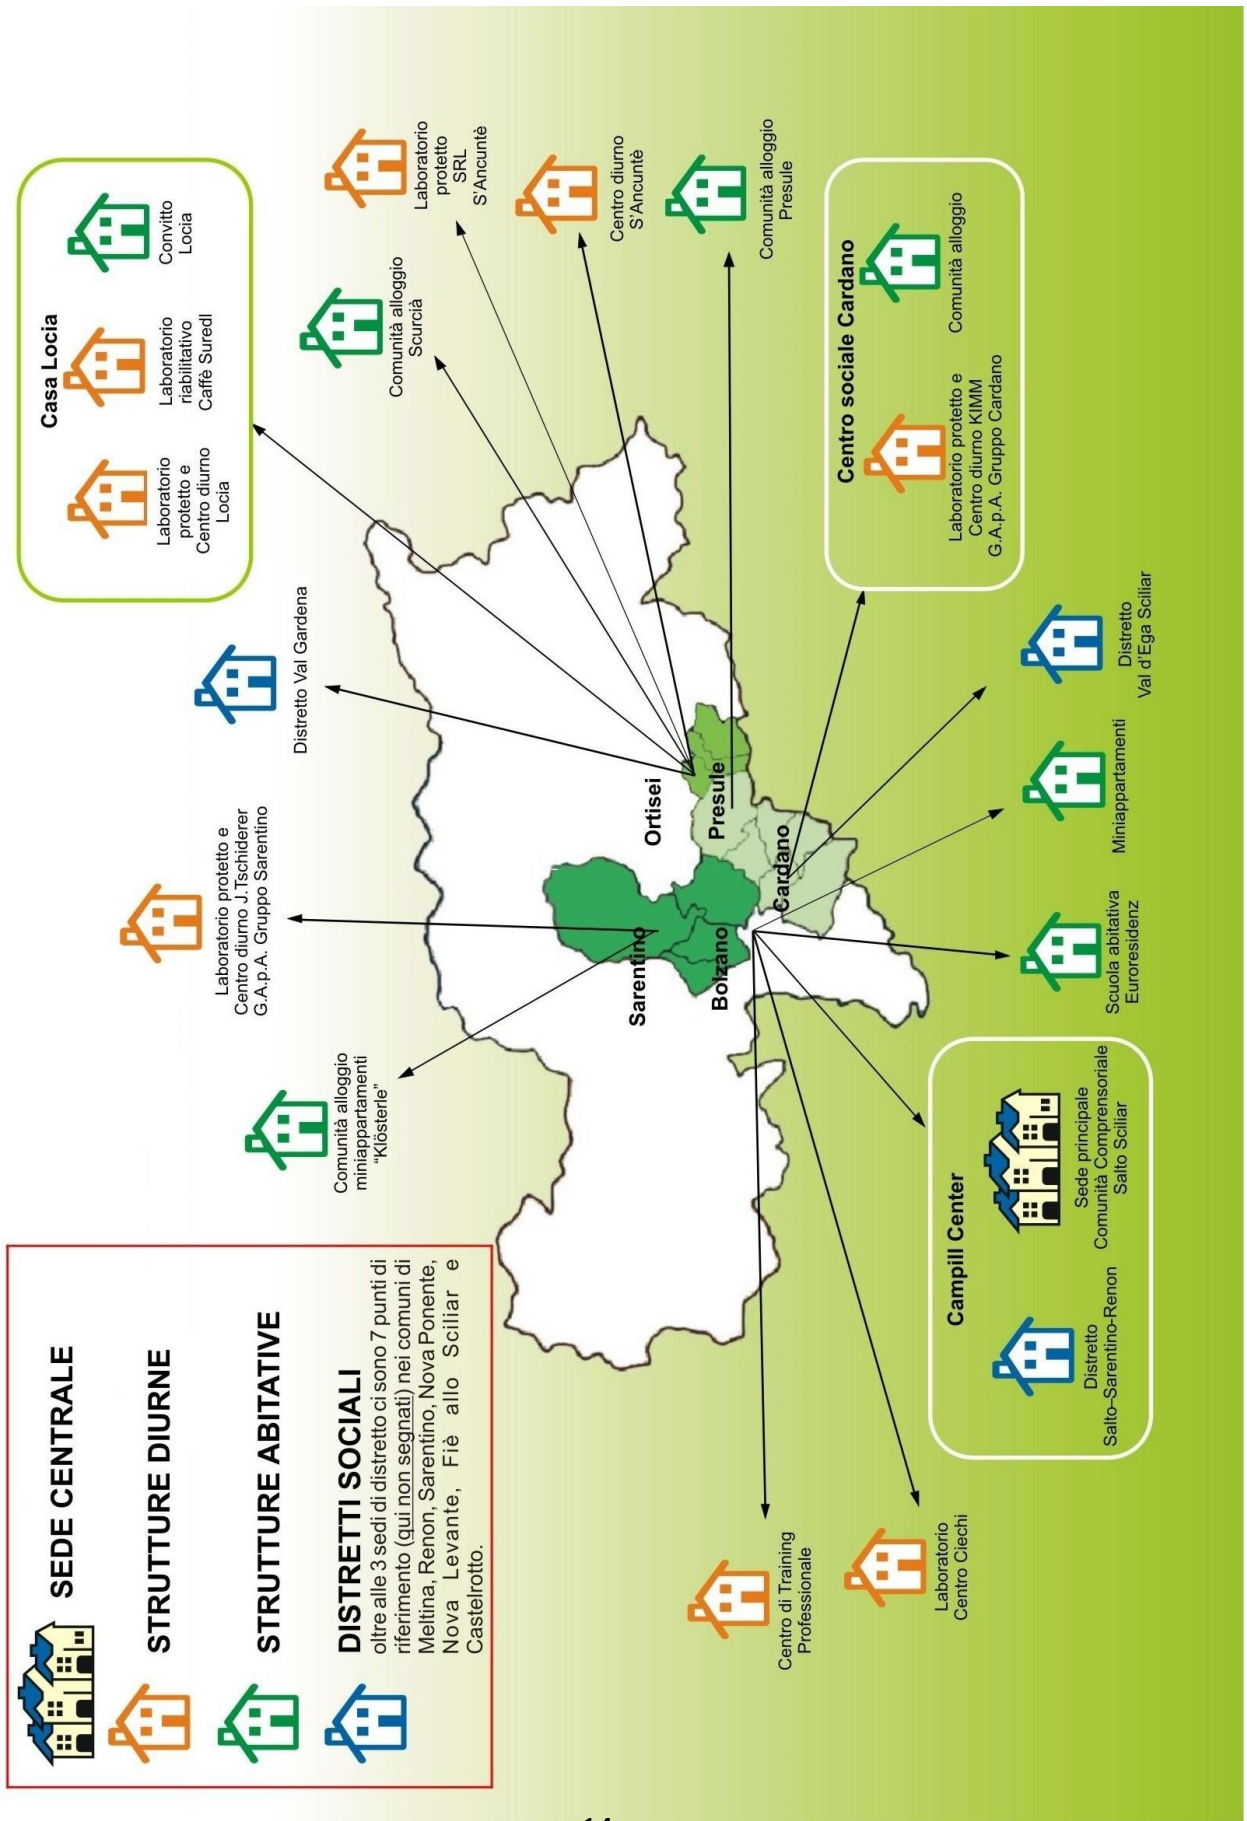 SEDE CENTRALE
STRUTTURE DIURNE
STRUTTURE ABITATIVE
DISTRETTI SOCIALI
oltre alle 3 sedi di distretto ci sono 7 punti di
riferimento (qui non segnati) nei comuni di
Meltina, Renon, Sarentino, Nova Ponente,
Nova Levante, Fiè allo Sciliar e
Castelrotto.
Comunità alloggio
miniappartamenti
“Klösterle”
Laboratorio protetto e
Centro diurno J.Tschiderer
G.A.p.A. Gruppo Sarentino
Distretto Val Gardena
Casa Locia
Laboratorio
protetto e
Centro diurno
Locia
Laboratorio
riabilitativo
Caffè Suredl
Convitto
Locia
Comunità alloggio
Scurcià
Laboratorio
protetto
SRL
S’Ancuntè
Centro diurno
S’Ancuntè
Comunità alloggio
Presule
Sarentino
Bolzano
Ortisei
Presule
Cardano
Centro sociale Cardano
Laboratorio protetto e
Centro diurno KIMM
G.A.p.A. Gruppo Cardano
Comunità alloggio
Centro di Training
Professionale
Laboratorio
Centro Ciechi
Campill Center
Distretto
Salto–Sarentino-Renon
Sede principale
Comunità Comprensoriale
Salto Sciliar
Scuola abitativa
Euroresidenz
Miniappartamenti
Distretto
Val d’Ega Sciliar